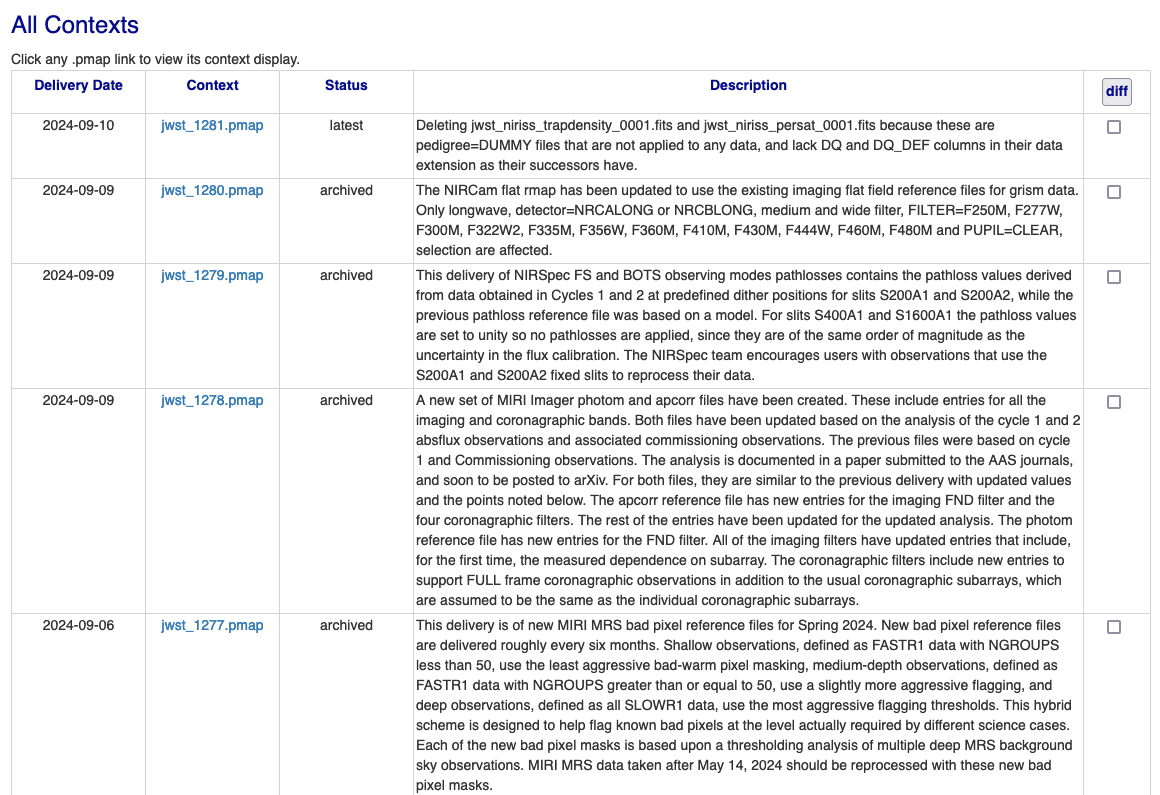 All Contexts
Click any .pmap link to view its context display.
Delivery Date Context Status Description diff
2024-09-10 jwst_1281.pmap latest Deleting jwst_niriss_trapdensity_0001.fits and jwst_niriss_persat_0001.fits because these are
pedigree=DUMMY files that are not applied to any data, and lack DQ and DQ_DEF columns in their data
extension as their successors have.
2024-09-09 jwst_1280.pmap archived The NIRCam flat rmap has been updated to use the existing imaging flat field reference files for grism data.
Only longwave, detector=NRCALONG or NRCBLONG, medium and wide filter, FILTER=F250M, F277W,
F300M, F322W2, F335M, F356W, F360M, F410M, F430M, F444W, F460M, F480M and PUPIL=CLEAR,
selection are affected.
2024-09-09 jwst_1279.pmap archived This delivery of NIRSpec FS and BOTS observing modes pathlosses contains the pathloss values derived
from data obtained in Cycles 1 and 2 at predefined dither positions for slits S200A1 and S200A2, while the
previous pathloss reference file was based on a model. For slits S400A1 and S1600A1 the pathloss values
are set to unity so no pathlosses are applied, since they are of the same order of magnitude as the
uncertainty in the flux calibration. The NIRSpec team encourages users with observations that use the
S200A1 and S200A2 fixed slits to reprocess their data.
2024-09-09 jwst_1278.pmap archived A new set of MIRI Imager photom and apcorr files have been created. These include entries for all the
imaging and coronagraphic bands. Both files have been updated based on the analysis of the cycle 1 and 2
absflux observations and associated commissioning observations. The previous files were based on cycle
1 and Commissioning observations. The analysis is documented in a paper submitted to the AAS journals,
and soon to be posted to arXiv. For both files, they are similar to the previous delivery with updated values
and the points noted below. The apcorr reference file has new entries for the imaging FND filter and the
four coronagraphic filters. The rest of the entries have been updated for the updated analysis. The photom
reference file has new entries for the FND filter. All of the imaging filters have updated entries that include,
for the first time, the measured dependence on subarray. The coronagraphic filters include new entries to
support FULL frame coronagraphic observations in addition to the usual coronagraphic subarrays, which
are assumed to be the same as the individual coronagraphic subarrays.
2024-09-06 jwst_1277.pmap archived This delivery is of new MIRI MRS bad pixel reference files for Spring 2024. New bad pixel reference files
are delivered roughly every six months. Shallow observations, defined as FASTR1 data with NGROUPS
less than 50, use the least aggressive bad-warm pixel masking, medium-depth observations, defined as
FASTR1 data with NGROUPS greater than or equal to 50, use a slightly more aggressive flagging, and
deep observations, defined as all SLOWR1 data, use the most aggressive flagging thresholds. This hybrid
scheme is designed to help flag known bad pixels at the level actually required by different science cases.
Each of the new bad pixel masks is based upon a thresholding analysis of multiple deep MRS background
sky observations. MIRI MRS data taken after May 14, 2024 should be reprocessed with these new bad
pixel masks.